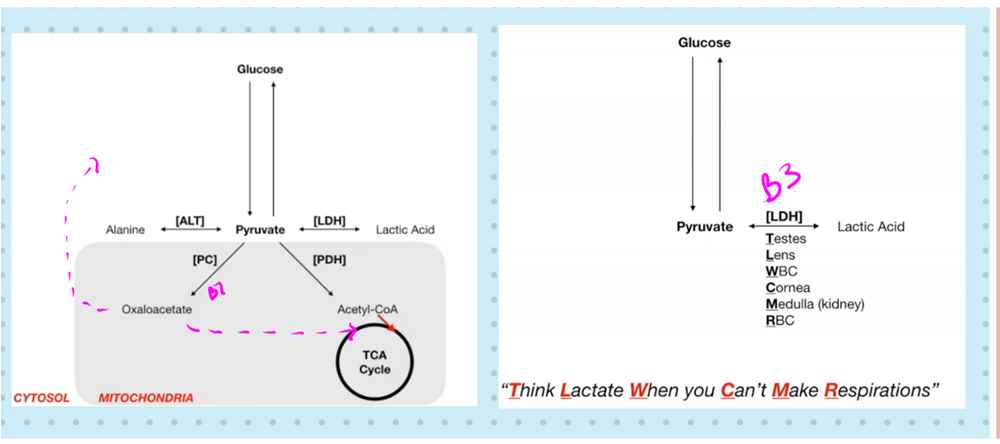 Glucose
Alanine
[ALT]
Pyruvate
[LDH]
Lactic Acid
[PC]
[PDH]
B7
Oxaloacetate
Acetyl-CoA
TCA
Cycle
CYTOSOL
MITOCHONDRIA
Glucose
B3
Pyruvate
[LDH]
Lactic Acid
Testes
Lens
WBC
Cornea
Medulla (kidney)
RBC
“Think Lactate When you Can’t Make Respirations”